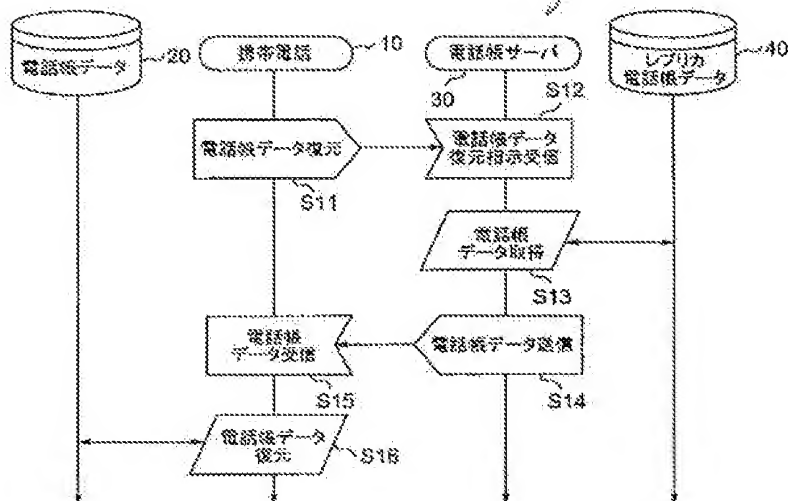 電話帳データ
20
携帯電話
10
電話帳サーバ
30
レプリカ
電話帳データ
40
電話帳データ復元
S11
S12
電話帳データ
復元指示受信
電話帳
データ取得
S13
電話帳データ送信
S14
電話帳
データ受信
S15
電話帳データ
復元
S16